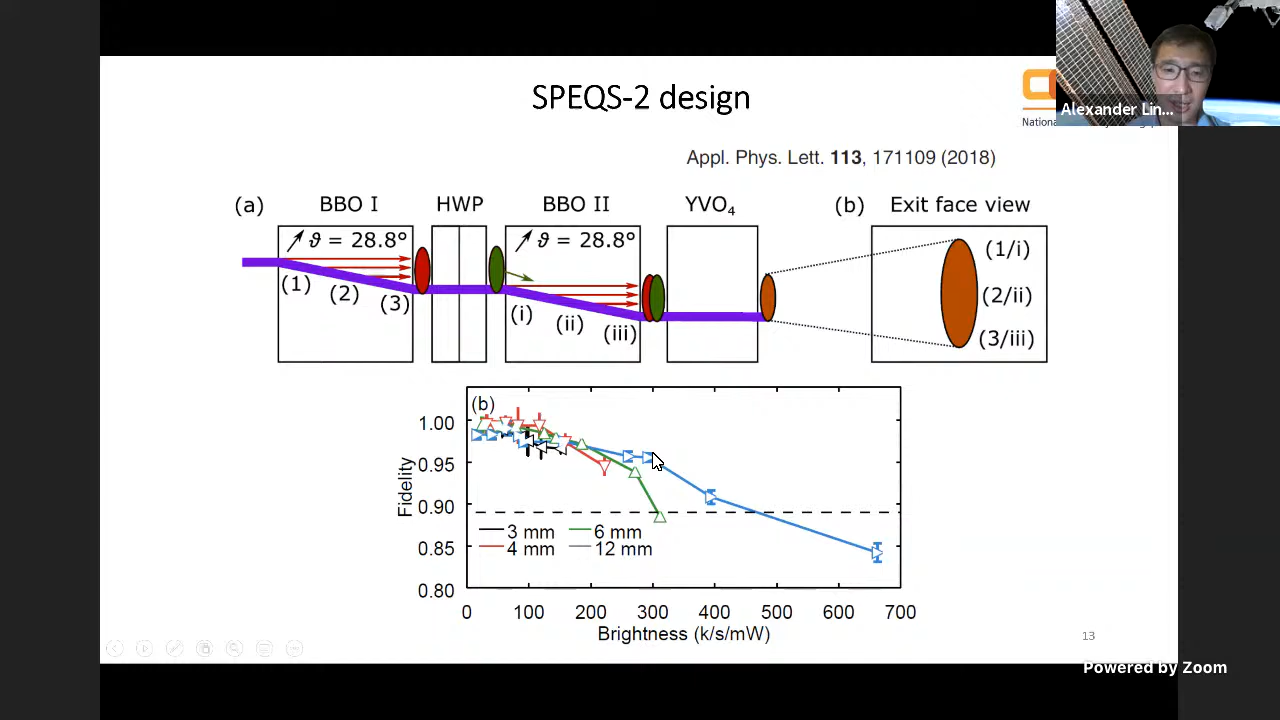 SPEQS-2 design
Alexander Lin...
National
Appl. Phys. Lett. 113, 171109 (2018)
(a) BBO I HWP BBO II YVO₄ (b) Exit face view
ϑ = 28.8° ϑ = 28.8°
(1) (2) (3) (i) (ii) (iii)
(1/i)
(2/ii)
(3/iii)
(b)
Fidelity
1.00
0.95
0.90
0.85
0.80
3 mm 6 mm
4 mm 12 mm
0 100 200 300 400 500 600 700
Brightness (k/s/mW)
13
Powered by Zoom